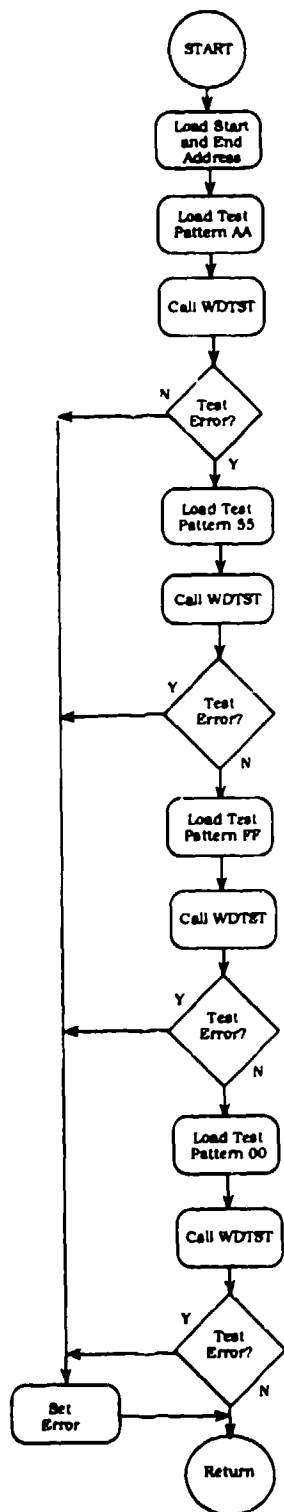 START
Load Start
and End
Address
Load Test
Pattern AA
Call WDTST
N
Test
Error?
Y
Load Test
Pattern 55
Call WDTST
Y
Test
Error?
N
Load Test
Pattern FF
Call WDTST
Y
Test
Error?
N
Load Test
Pattern 00
Call WDTST
Y
Test
Error?
N
Set
Error
Return